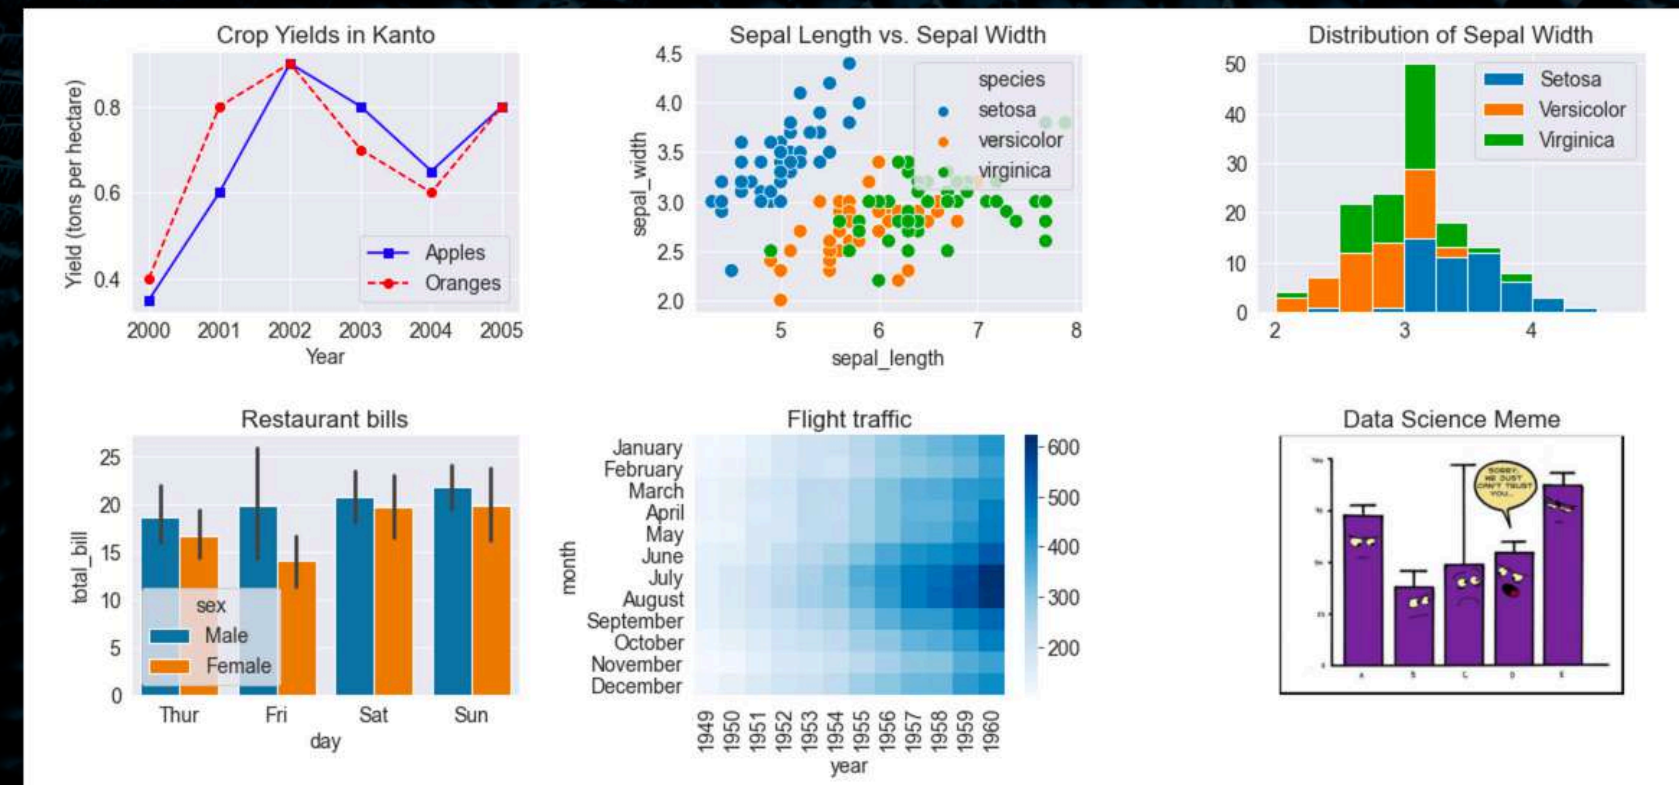 Crop Yields in Kanto
Yield (tons per hectare)
0.8
0.6
0.4
Apples
Oranges
2000 2001 2002 2003 2004 2005
Year
Sepal Length vs. Sepal Width
sepal_width
4.5
4.0
3.5
3.0
2.5
2.0
species
setosa
versicolor
virginica
5 6 7 8
sepal_length
Distribution of Sepal Width
50
40
30
20
10
0
Setosa
Versicolor
Virginica
2 3 4
Restaurant bills
total_bill
25
20
15
10
5
0
sex
Male
Female
Thur Fri Sat Sun
day
Flight traffic
month
January
February
March
April
May
June
July
August
September
October
November
December
600
500
400
300
200
1949 1950 1951 1952 1953 1954 1955 1956 1957 1958 1959 1960
year
Data Science Meme
SORRY,
WE JUST
CAN'T TRUST
YOU...